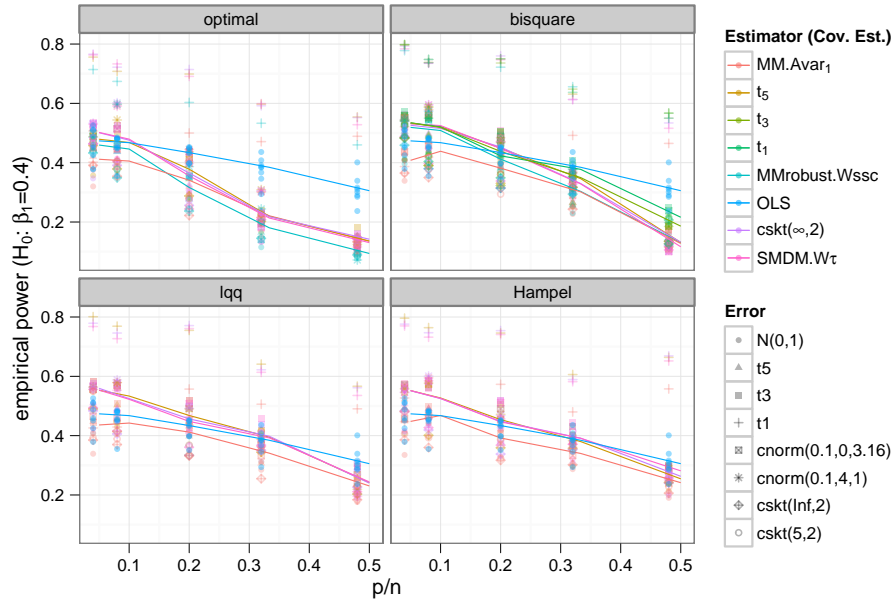 optimal
bisquare
0.8
0.6
0.4
0.2
lqq
Hampel
0.8
0.6
0.4
0.2
empirical power (H₀: β₁=0.4)
0.1 0.2 0.3 0.4 0.5
0.1 0.2 0.3 0.4 0.5
p/n
Estimator (Cov. Est.)
MM.Avar₁
t₅
t₃
t₁
MMrobust.Wssc
OLS
cskt(∞,2)
SMDM.Wτ
Error
N(0,1)
t5
t3
t1
cnorm(0.1,0,3.16)
cnorm(0.1,4,1)
cskt(Inf,2)
cskt(5,2)